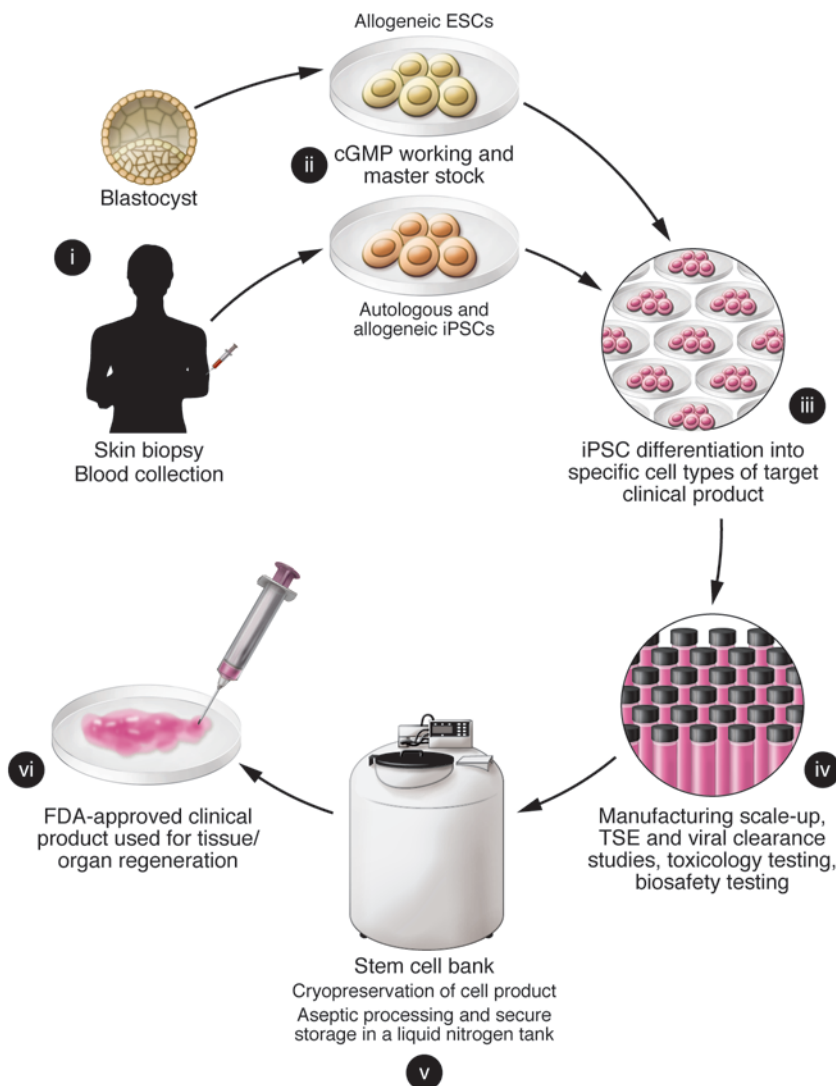 Allogeneic ESCs
Blastocyst
ii
cGMP working and
master stock
i
Autologous and
allogeneic iPSCs
Skin biopsy
Blood collection
iii
iPSC differentiation into
specific cell types of target
clinical product
iv
Manufacturing scale-up,
TSE and viral clearance
studies, toxicology testing,
biosafety testing
Stem cell bank
Cryopreservation of cell product
Aseptic processing and secure
storage in a liquid nitrogen tank
v
vi
FDA-approved clinical
product used for tissue/
organ regeneration